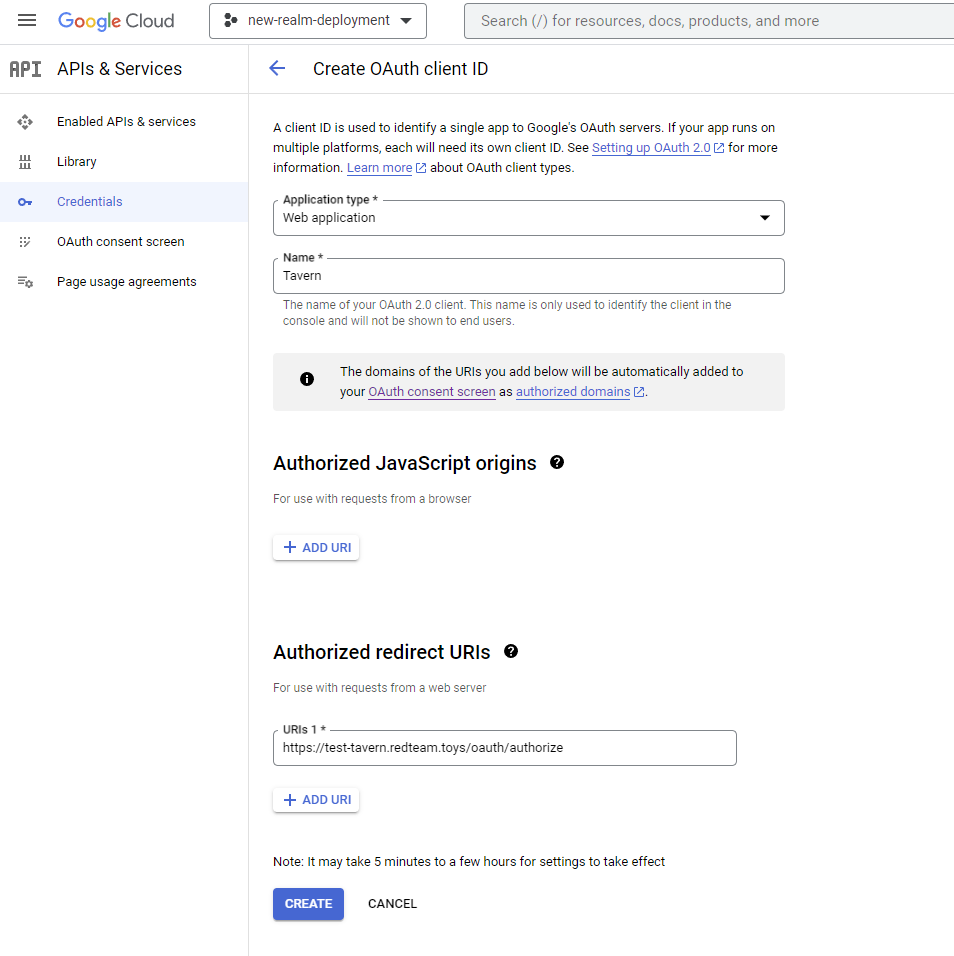 Google Cloud
new-realm-deployment
Search (/) for resources, docs, products, and more
API
APIs & Services
Create OAuth client ID
Enabled APIs & services
Library
Credentials
OAuth consent screen
Page usage agreements
A client ID is used to identify a single app to Google's OAuth servers. If your app runs on
multiple platforms, each will need its own client ID. See Setting up OAuth 2.0 for more
information. Learn more about OAuth client types.
Application type *
Web application
Name *
Tavern
The name of your OAuth 2.0 client. This name is only used to identify the client in the
console and will not be shown to end users.
The domains of the URIs you add below will be automatically added to
your OAuth consent screen as authorized domains.
Authorized JavaScript origins
For use with requests from a browser
ADD URI
Authorized redirect URIs
For use with requests from a web server
URIs 1 *
https://test-tavern.redteam.toys/oauth/authorize
ADD URI
Note: It may take 5 minutes to a few hours for settings to take effect
CREATE
CANCEL